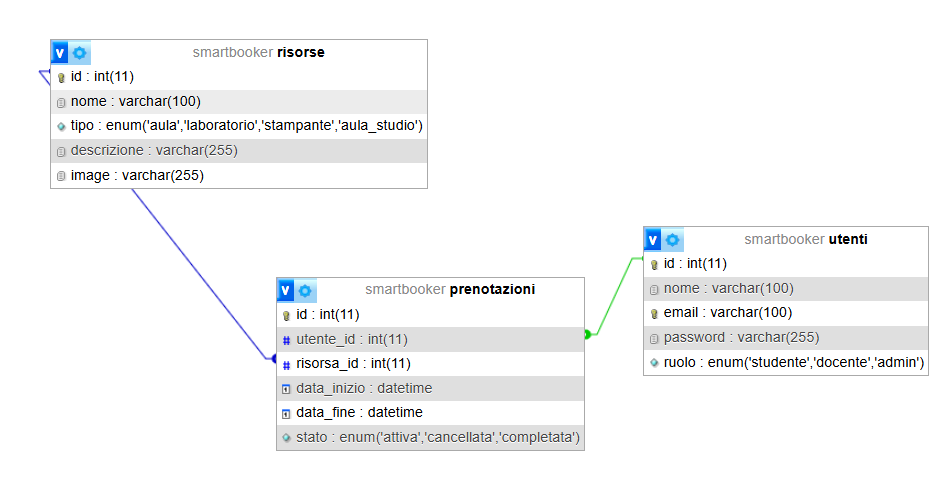 v smartbooker risorse
id : int(11)
nome : varchar(100)
tipo : enum('aula','laboratorio','stampante','aula_studio')
descrizione : varchar(255)
image : varchar(255)
v smartbooker prenotazioni
id : int(11)
# utente_id : int(11)
# risorsa_id : int(11)
data_inizio : datetime
data_fine : datetime
stato : enum('attiva','cancellata','completata')
v smartbooker utenti
id : int(11)
nome : varchar(100)
email : varchar(100)
password : varchar(255)
ruolo : enum('studente','docente','admin')